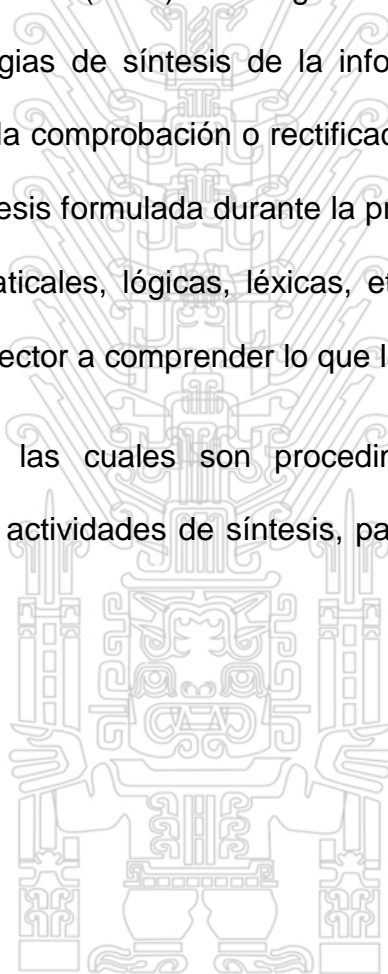 gias de síntesis de la info
la comprobación o rectificac
esis formulada durante la pr
aticales, lógicas, léxicas, et
ector a comprender lo que l
las cuales son procedir
actividades de síntesis, pa